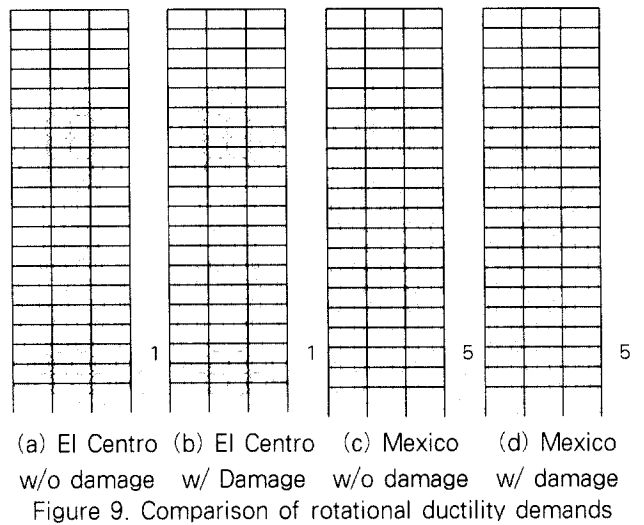 1 1 5 5
(a) El Centro (b) El Centro (c) Mexico (d) Mexico
w/o damage w/ Damage w/o damage w/ damage
Figure 9. Comparison of rotational ductility demands